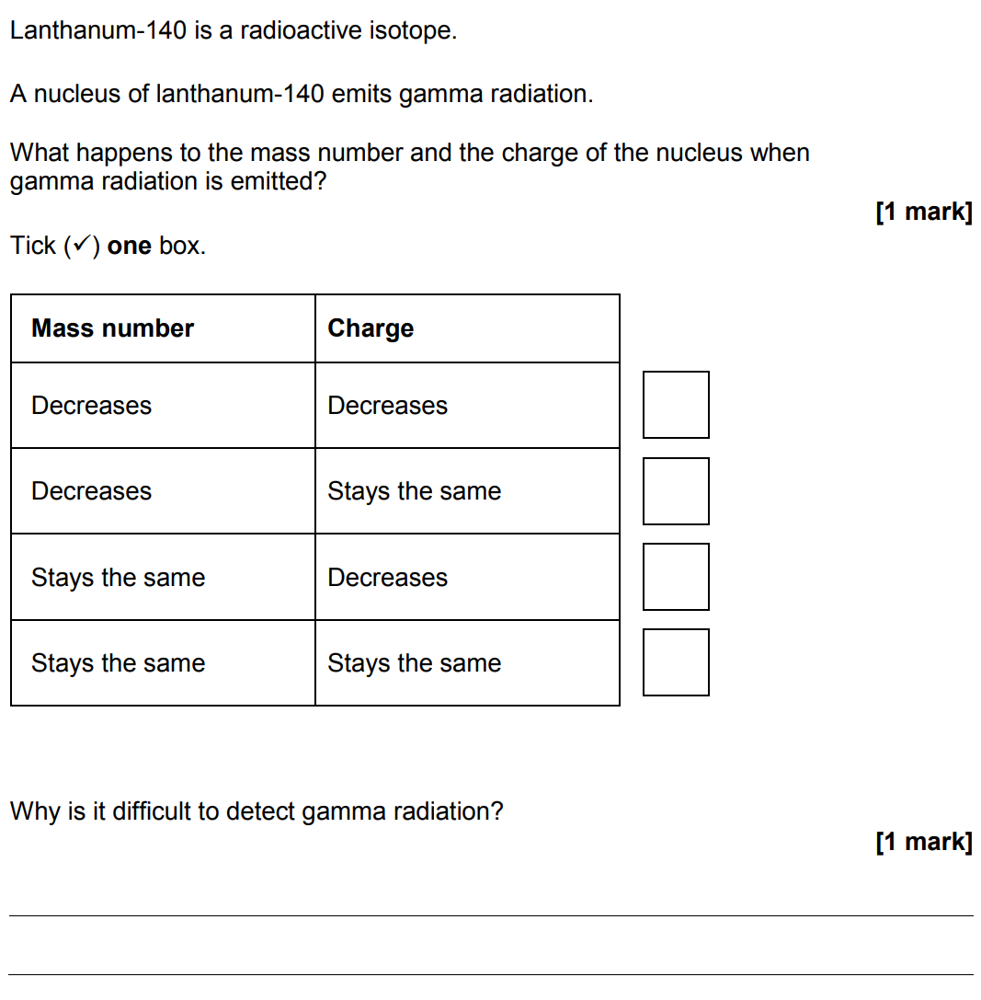 Lanthanum-140 is a radioactive isotope.
A nucleus of lanthanum-140 emits gamma radiation.
What happens to the mass number and the charge of the nucleus when
gamma radiation is emitted?
[1 mark]
Tick (✓) one box.
Mass number Charge
Decreases Decreases
Decreases Stays the same
Stays the same Decreases
Stays the same Stays the same
Why is it difficult to detect gamma radiation?
[1 mark]